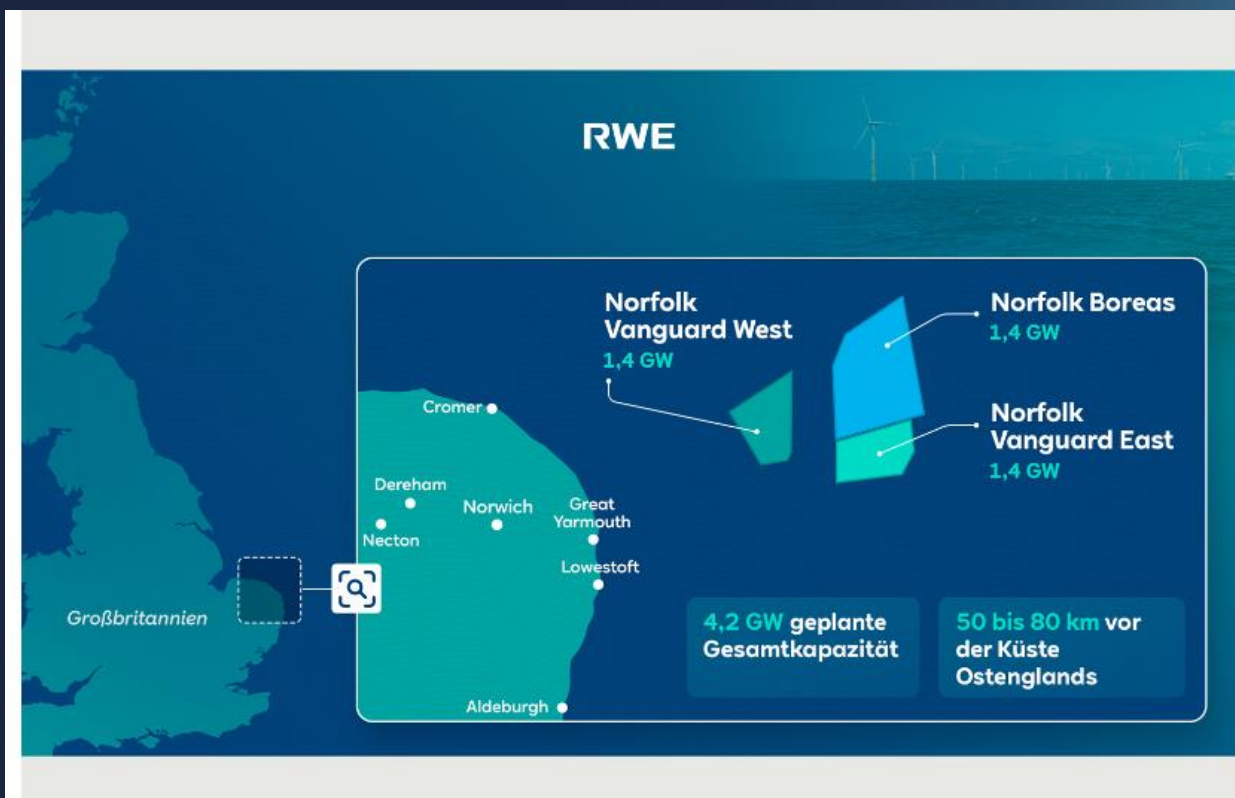 RWE
Norfolk
Vanguard West
1,4 GW
Norfolk Boreas
1,4 GW
Norfolk
Vanguard East
1,4 GW
Cromer
Dereham
Norwich
Great
Yarmouth
Necton
Lowestoft
Großbritannien
4,2 GW geplante
Gesamtkapazität
50 bis 80 km vor
der Küste
Ostenglands
Aldeburgh